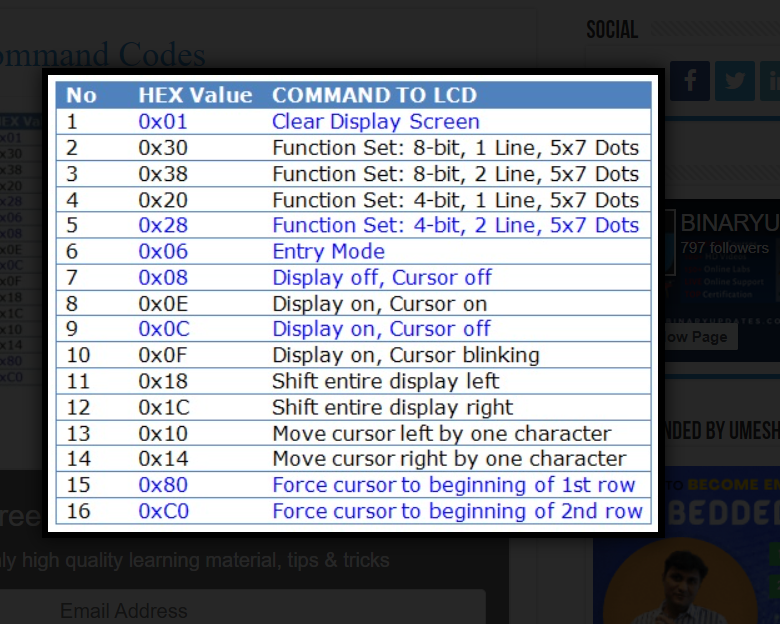 SOCIAL
ommand Codes
No HEX Value COMMAND TO LCD
1 0x01 Clear Display Screen
2 0x30 Function Set: 8-bit, 1 Line, 5x7 Dots
3 0x38 Function Set: 8-bit, 2 Line, 5x7 Dots
4 0x20 Function Set: 4-bit, 1 Line, 5x7 Dots
5 0x28 Function Set: 4-bit, 2 Line, 5x7 Dots
6 0x06 Entry Mode
7 0x08 Display off, Cursor off
8 0x0E Display on, Cursor on
9 0x0C Display on, Cursor off
10 0x0F Display on, Cursor blinking
11 0x18 Shift entire display left
12 0x1C Shift entire display right
13 0x10 Move cursor left by one character
14 0x14 Move cursor right by one character
15 0x80 Force cursor to beginning of 1st row
16 0xC0 Force cursor to beginning of 2nd row
BINARYU
797 followers
Online Labs
Online Support
Certification
ow Page
NDED BY UMESH
TO BECOME EM
BEDDED
ree
ly high quality learning material, tips & tricks
Email Address